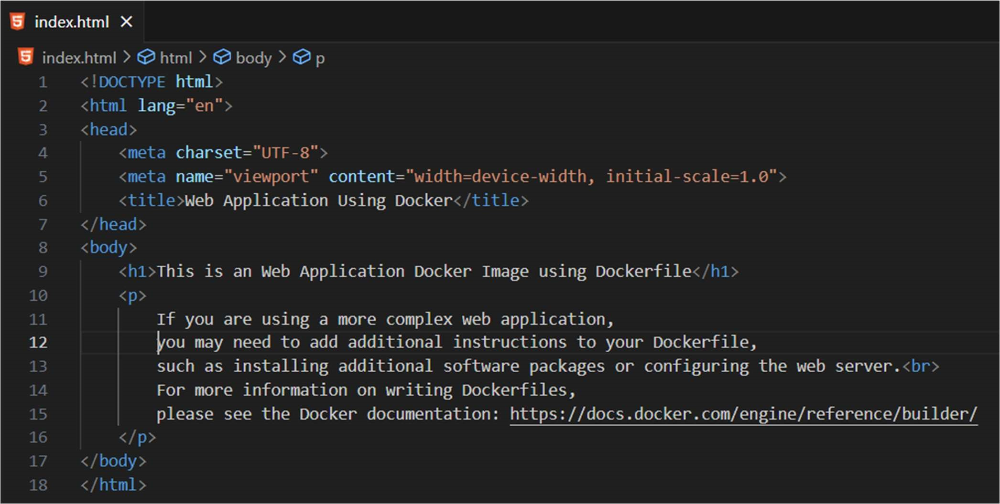 index.html ×
index.html > html > body > p
1 <!DOCTYPE html>
2 <html lang="en">
3 <head>
4     <meta charset="UTF-8">
5     <meta name="viewport" content="width=device-width, initial-scale=1.0">
6     <title>Web Application Using Docker</title>
7 </head>
8 <body>
9     <h1>This is an Web Application Docker Image using Dockerfile</h1>
10     <p>
11         If you are using a more complex web application,
12         you may need to add additional instructions to your Dockerfile,
13         such as installing additional software packages or configuring the web server.<br>
14         For more information on writing Dockerfiles,
15         please see the Docker documentation: https://docs.docker.com/engine/reference/builder/
16     </p>
17 </body>
18 </html>